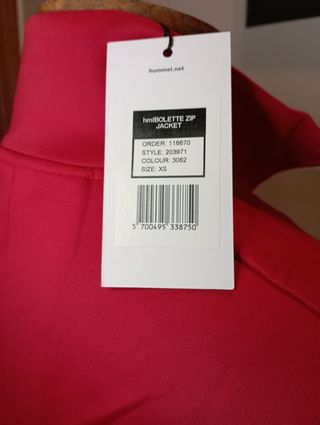 hummel.net
hmlBOLETTE ZIP
JACKET
ORDER: 116670
STYLE: 203971
COLOUR: 3062
SIZE: XS
5 700495 338750